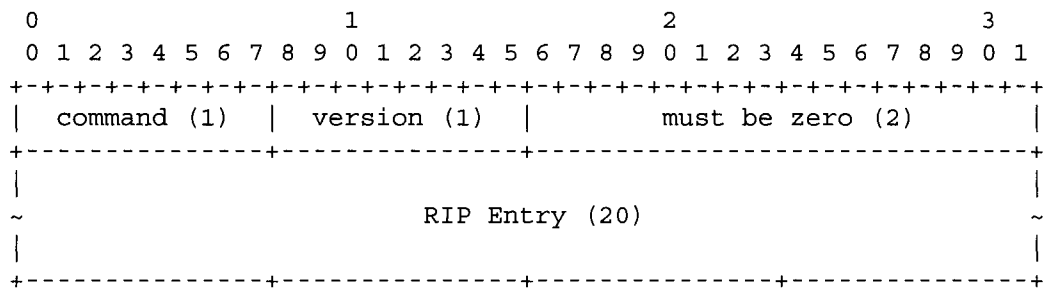 0                   1                   2                   3
 0 1 2 3 4 5 6 7 8 9 0 1 2 3 4 5 6 7 8 9 0 1 2 3 4 5 6 7 8 9 0 1
+-+-+-+-+-+-+-+-+-+-+-+-+-+-+-+-+-+-+-+-+-+-+-+-+-+-+-+-+-+-+-+-+
|  command (1)  |  version (1)  |        must be zero (2)       |
+---------------+---------------+-------------------------------+
|                                                               |
~                         RIP Entry (20)                        ~
|                                                               |
+---------------+---------------+---------------+---------------+